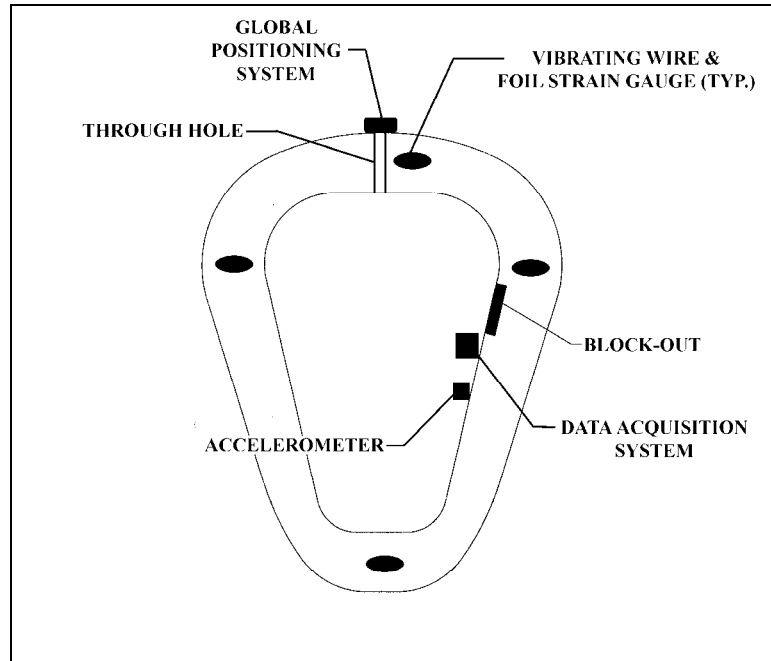 GLOBAL
POSITIONING
SYSTEM
VIBRATING WIRE &
FOIL STRAIN GAUGE (TYP.)
THROUGH HOLE
BLOCK-OUT
ACCELEROMETER
DATA ACQUISITION
SYSTEM